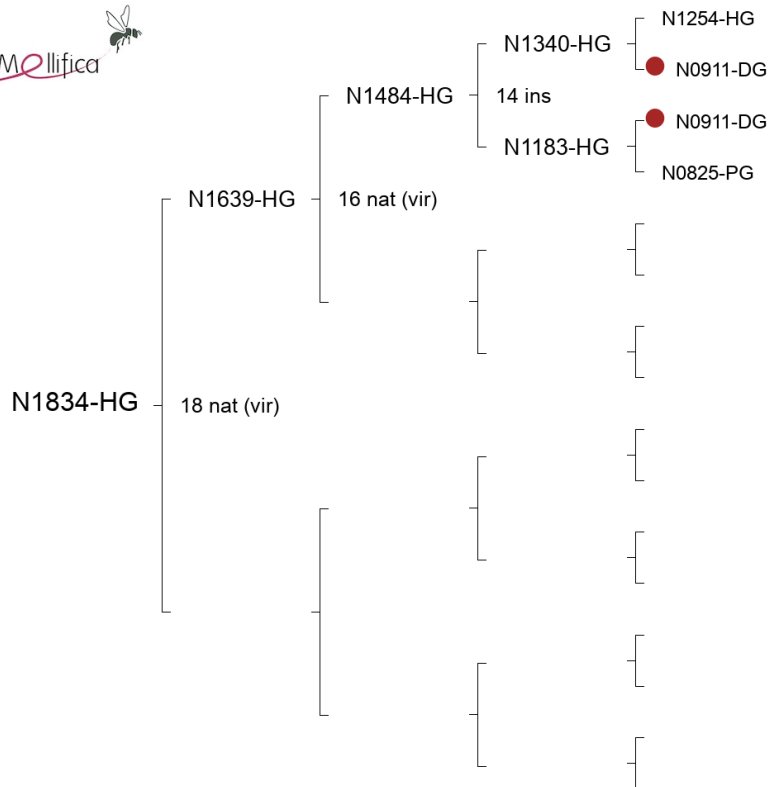 Mellifica
N1254-HG
N1340-HG
N0911-DG
N1484-HG
14 ins
N0911-DG
N1183-HG
N0825-PG
N1639-HG
16 nat (vir)
N1834-HG
18 nat (vir)